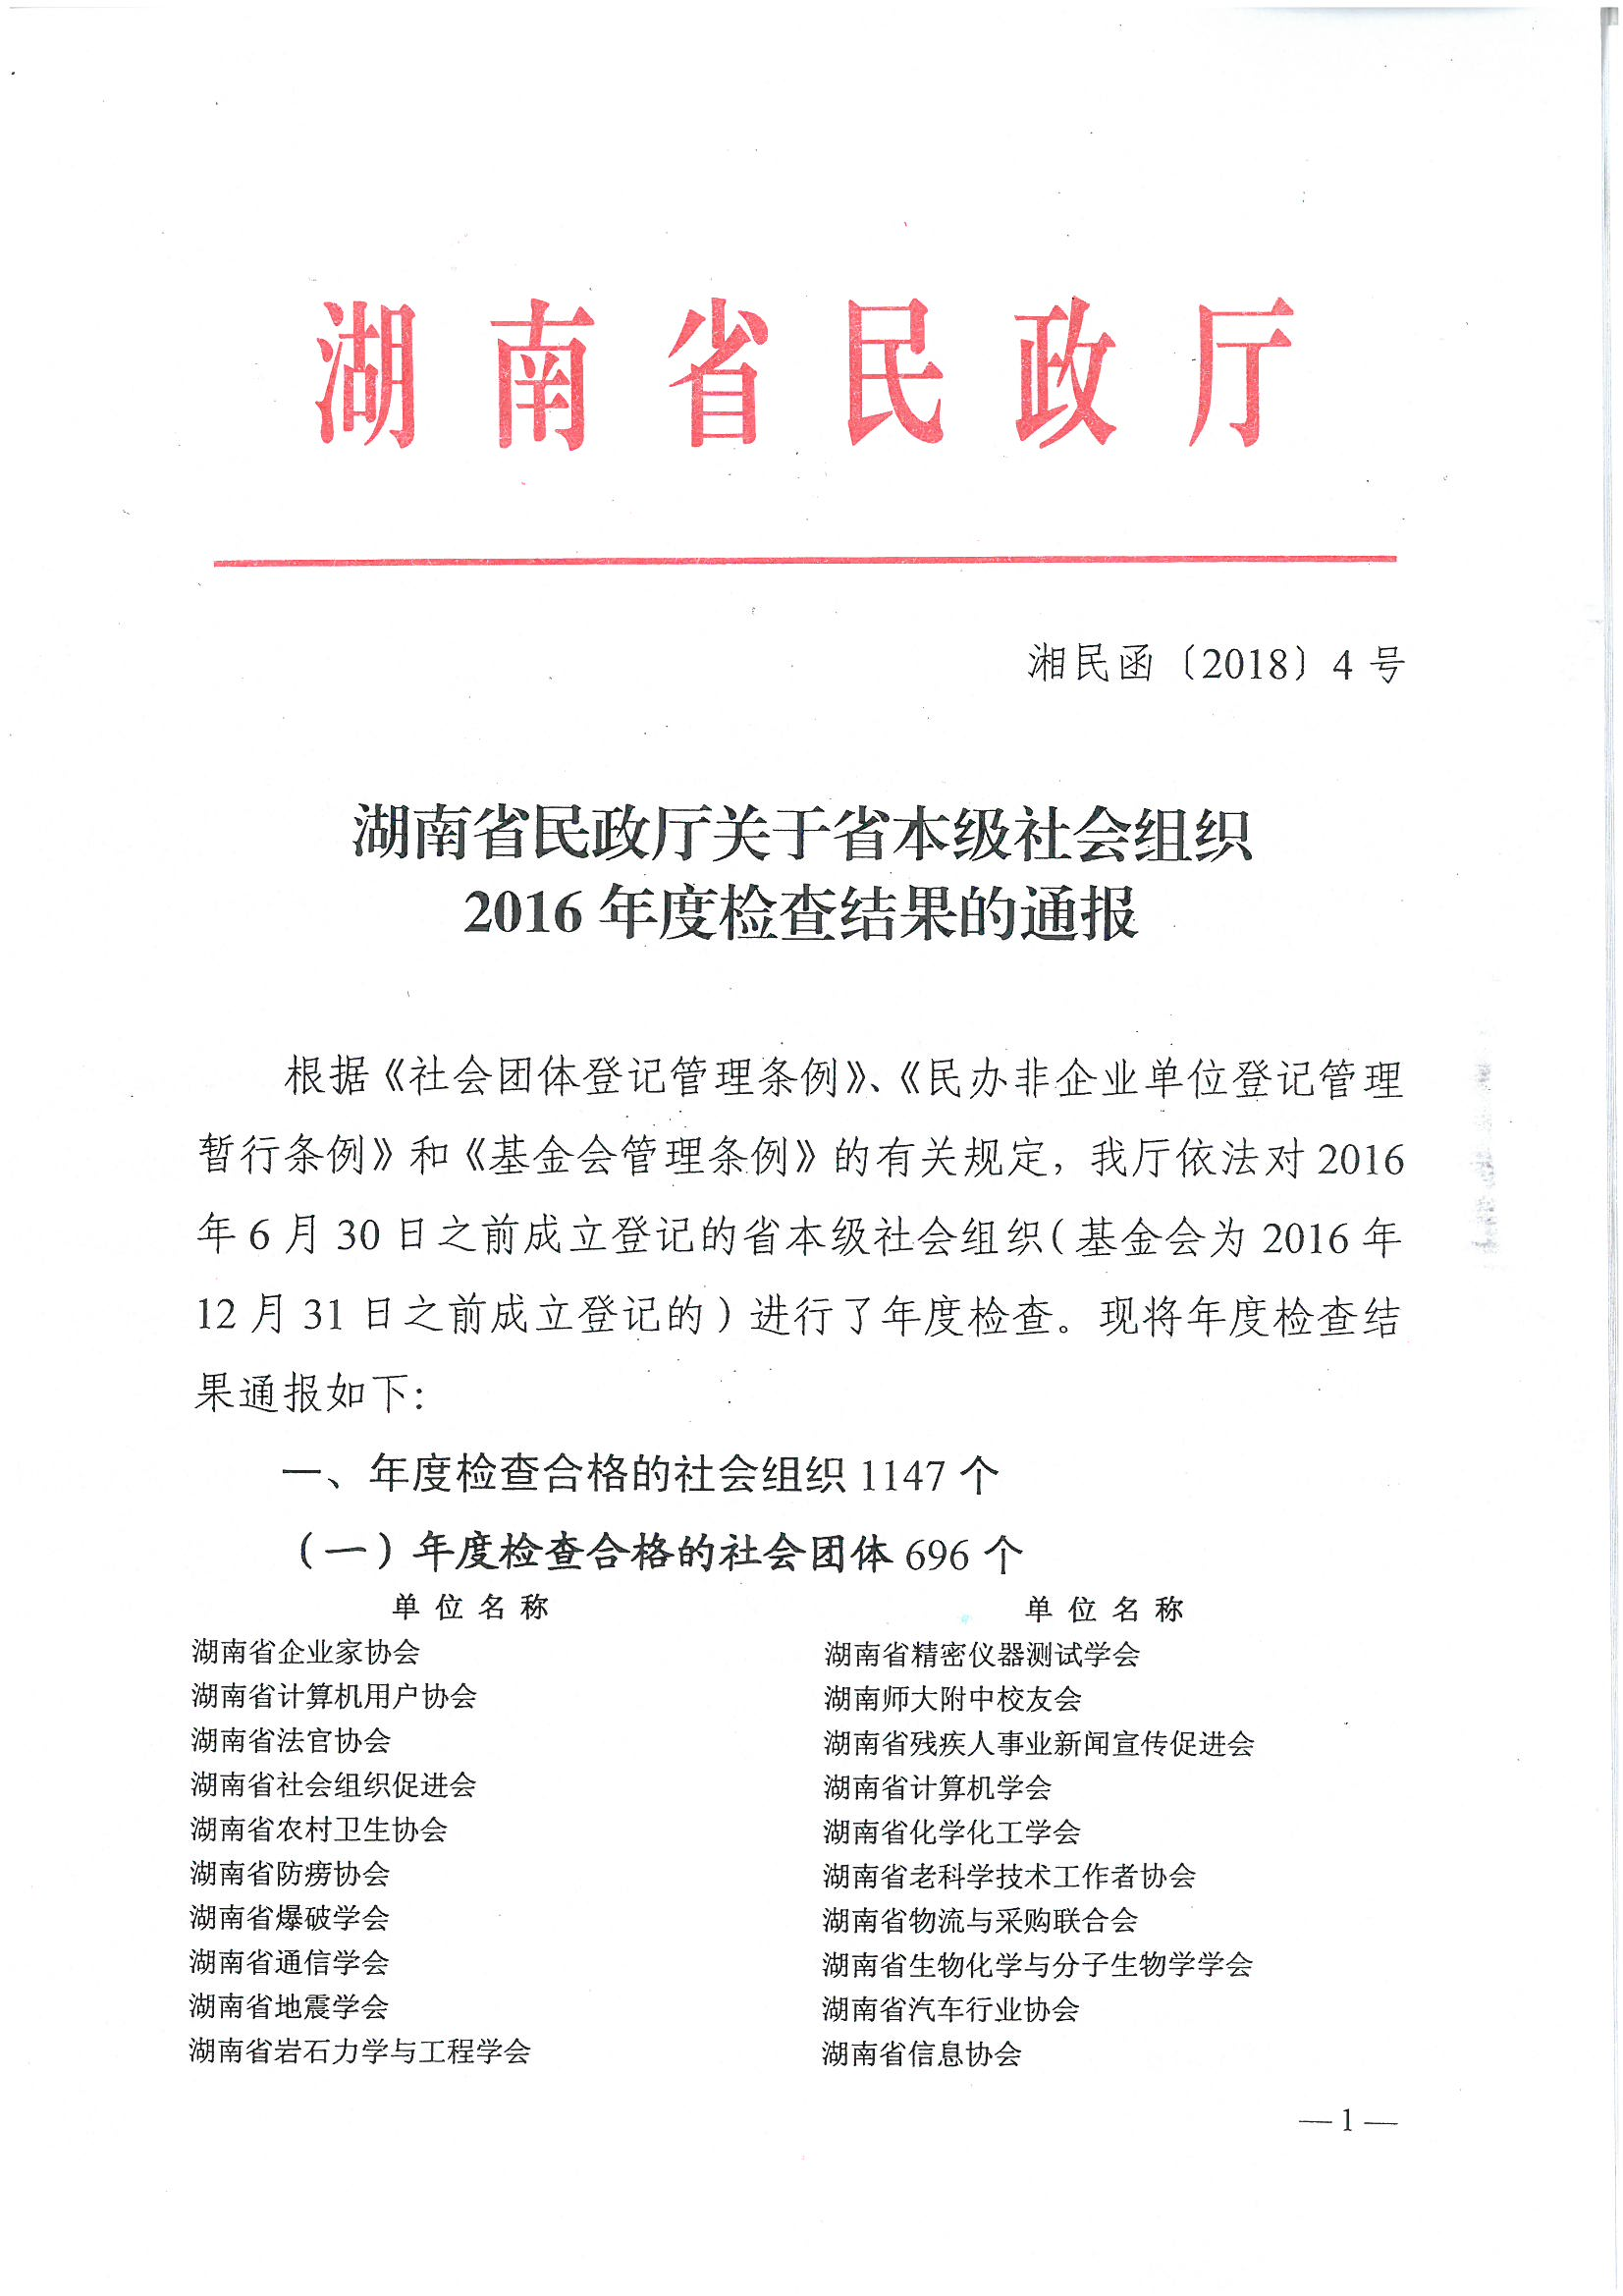 湖南省民政厅
湘民函〔2018〕4号
湖南省民政厅关于省本级社会组织
2016年度检查结果的通报
根据《社会团体登记管理条例》、《民办非企业单位登记管理
暂行条例》和《基金会管理条例》的有关规定，我厅依法对2016
年6月30日之前成立登记的省本级社会组织(基金会为2016年
12月31日之前成立登记的)进行了年度检查。现将年度检查结
果通报如下:
一、年度检查合格的社会组织1147个
(一)年度检查合格的社会团体696个
单位名称 单位名称
湖南省企业家协会 湖南省精密仪器测试学会
湖南省计算机用户协会 湖南师大附中校友会
湖南省法官协会 湖南省残疾人事业新闻宣传促进会
湖南省社会组织促进会 湖南省计算机学会
湖南省农村卫生协会 湖南省化学化工学会
湖南省防痨协会 湖南省老科学技术工作者协会
湖南省爆破学会 湖南省物流与采购联合会
湖南省通信学会 湖南省生物化学与分子生物学学会
湖南省地震学会 湖南省汽车行业协会
湖南省岩石力学与工程学会 湖南省信息协会
—1—